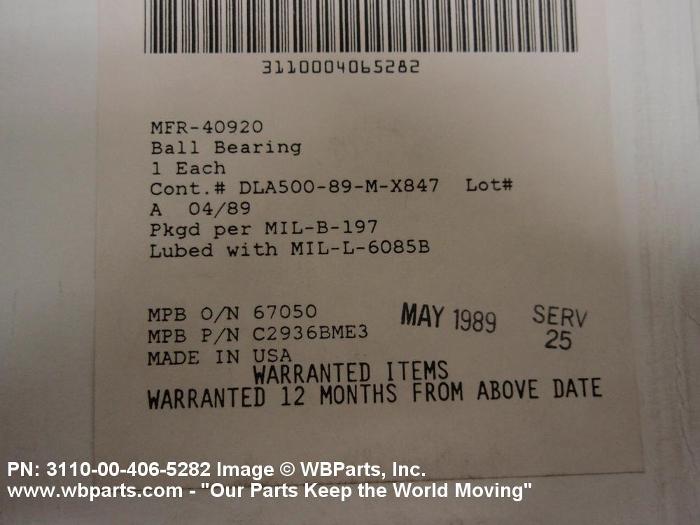 3110004065282
MFR-40920
Ball Bearing
1 Each
Cont.# DLA500-89-M-X847 Lot#
A 04/89
Pkgd per MIL-B-197
Lubed with MIL-L-6085B
MPB O/N 67050 MAY 1989 SERV
MPB P/N C2936BME3 25
MADE IN USA
WARRANTED ITEMS
WARRANTED 12 MONTHS FROM ABOVE DATE
PN: 3110-00-406-5282 Image © WBParts, Inc.
www.wbparts.com - "Our Parts Keep the World Moving"